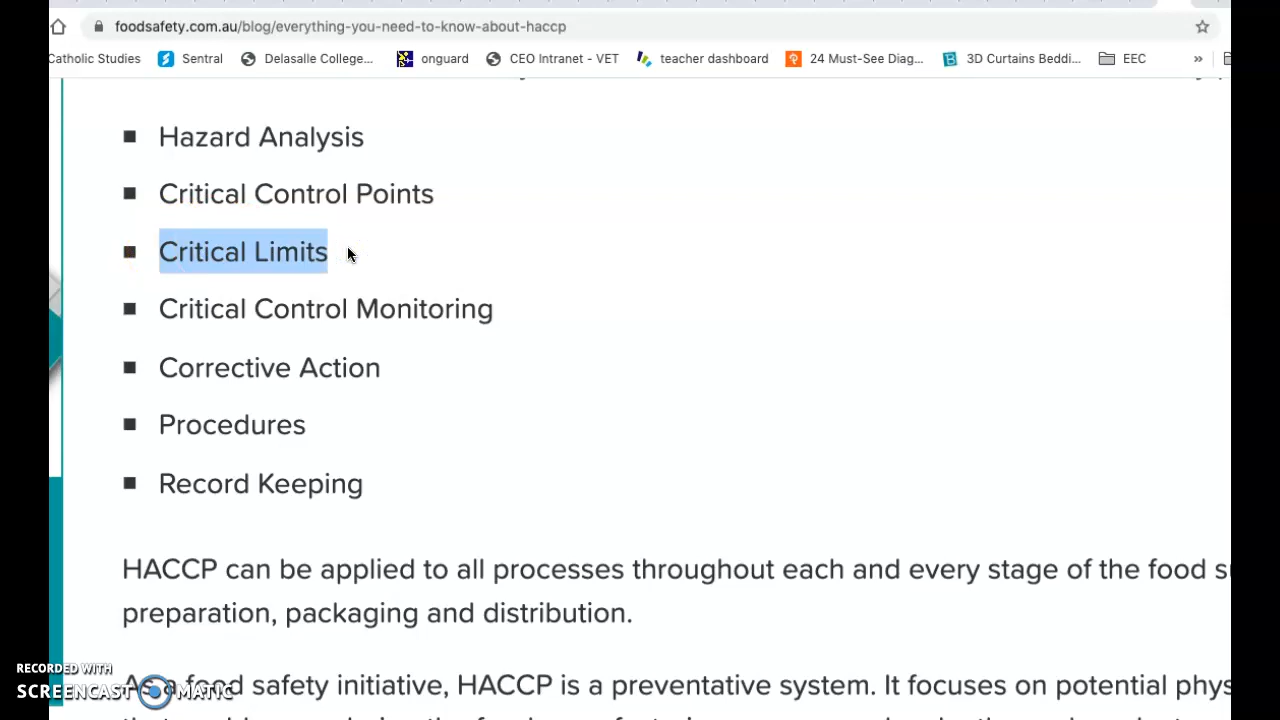 foodsafety.com.au/blog/everything-you-need-to-know-about-haccp
Catholic Studies Sentral Delasalle College... onguard CEO Intranet - VET teacher dashboard 24 Must-See Diag... 3D Curtains Beddi... EEC »
Hazard Analysis
Critical Control Points
Critical Limits
Critical Control Monitoring
Corrective Action
Procedures
Record Keeping
HACCP can be applied to all processes throughout each and every stage of the food
preparation, packaging and distribution.
As a food safety initiative, HACCP is a preventative system. It focuses on potential
RECORDED WITH
SCREENCAST MATIC